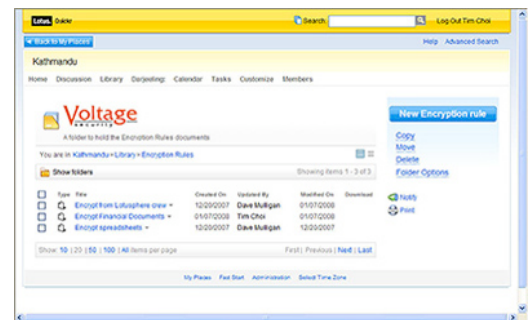 Lotus. Quickr
Search:
Log Out Tim Choi
Back to My Places
Help Advanced Search
Kathmandu
Home Discussion Library Darjeeling: Calendar Tasks Customize Members
Voltage
security
New Encryption rule
A folder to hold the Encryption Rules documents
Copy
Move
Delete
Folder Options
You are in Kathmandu > Library > Encryption Rules
Show folders
Showing items 1 - 3 of 3
Notify
Print
Type Title Created On Updated By Modified On Download
Encrypt from Lotusphere crew 12/20/2007 Dave Mulligan 01/07/2008
Encrypt Financial Documents 01/07/2008 Tim Choi 01/07/2008
Encrypt spreadsheets 12/20/2007 Dave Mulligan 12/20/2007
Show: 10 | 20 | 50 | 100 | All items per page
First | Previous | Next | Last
My Places Fast Start Administration Select Time Zone